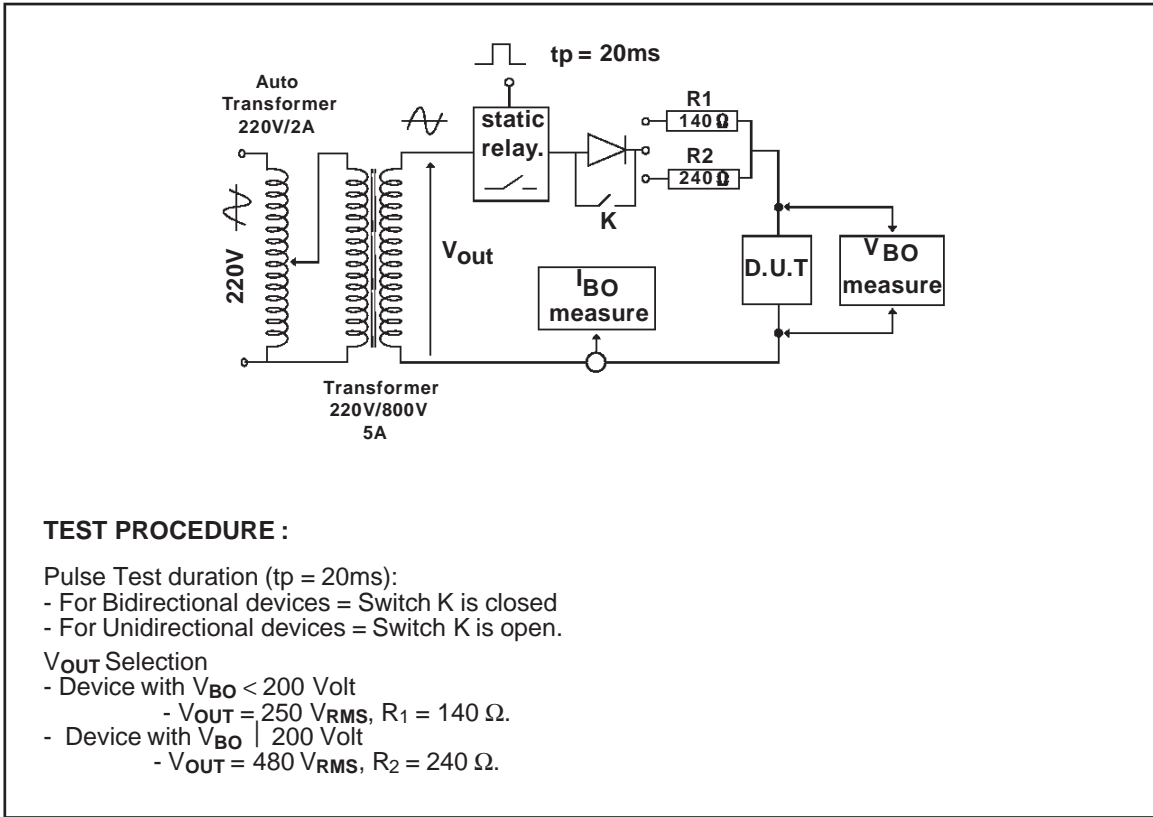 tp = 20ms
Auto
Transformer
220V/2A
static
relay.
R1
140 Ω
R2
240 Ω
K
220V
Vout
IBO
measure
D.U.T
VBO
measure
Transformer
220V/800V
5A
TEST PROCEDURE :
Pulse Test duration (tp = 20ms):
- For Bidirectional devices = Switch K is closed
- For Unidirectional devices = Switch K is open.
VOUT Selection
- Device with VBO < 200 Volt
- VOUT = 250 VRMS, R1 = 140 Ω.
- Device with VBO | 200 Volt
- VOUT = 480 VRMS, R2 = 240 Ω.